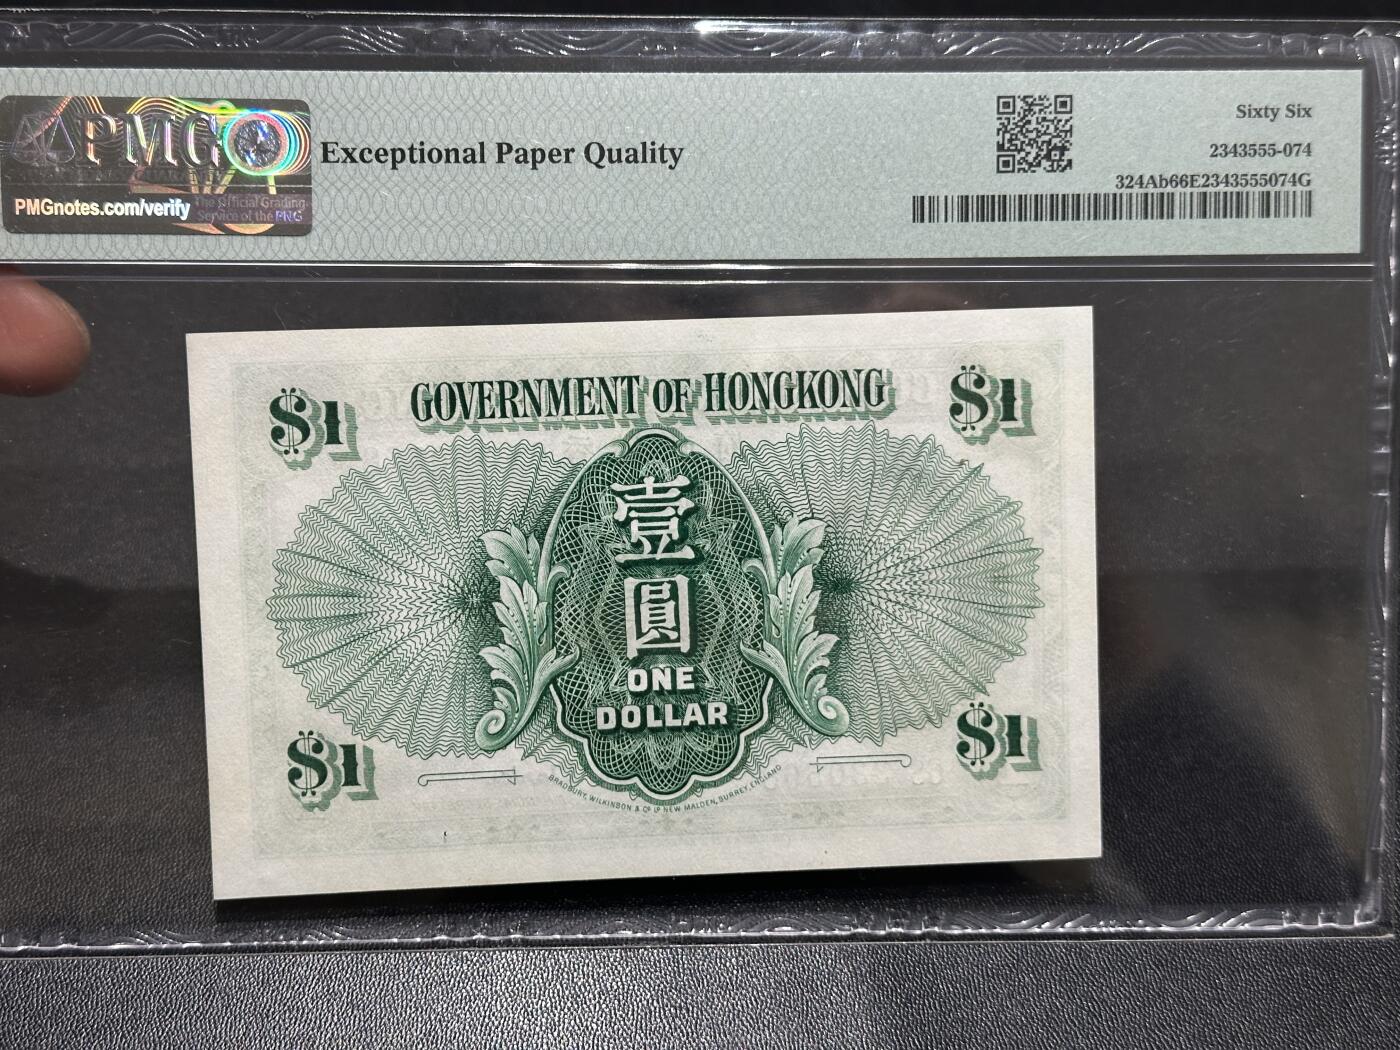 PMG
PMGnotes.com/verify
The Official Grading
Service of the PNG
Exceptional Paper Quality
Sixty Six
2343555-074
324Ab66E2343555074G
$1
GOVERNMENT OF HONGKONG
$1
壹
圓
ONE
DOLLAR
$1
$1
BRADBURY, WILKINSON & Cº Lᴰ NEW MALDEN, SURREY, ENGLAND